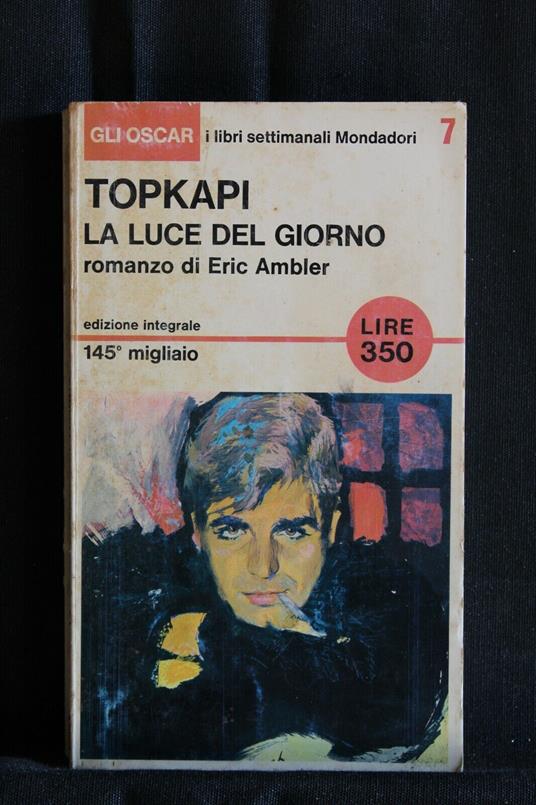 GLI OSCAR i libri settimanali Mondadori 7
TOPKAPI
LA LUCE DEL GIORNO
romanzo di Eric Ambler
edizione integrale
145° migliaio
LIRE
350